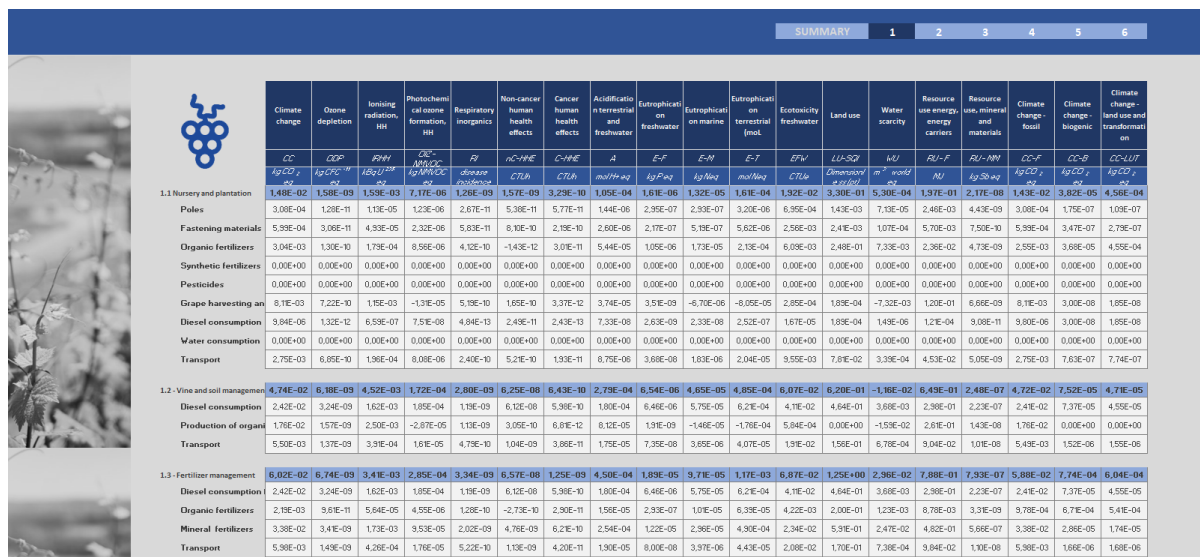 SUMMARY 1 2 3 4 5 6
Climate change Ozone depletion Ionising radiation, HH Photochemi cal ozone formation, HH Respiratory inorganics Non-cancer human health effects Cancer human health effects Acidificatio n terrestrial and freshwater Eutrophicati on freshwater Eutrophicati on marine Eutrophicati on terrestrial (mol. Ecotoxicity freshwater Land use Water scarcity Resource use energy, energy carriers Resource use, mineral and materials Climate change - fossil Climate change - biogenic Climate change - land use and transformati on
CC ODP IRHH OIZ- NMVOC RI nC-HHE C-HHE A E-F E-M E-T EFW LU-SQI WU RU-F RU-MM CC-F CC-B CC-LUT
kg CO2 eq kg CFC-11 eq kBq U235 eq kg NMVOC eq disease incidence CTUh CTUh mol H+ eq kg P eq kg N eq mol N eq CTUe Dimensionl ess (pt) m3 world eq MJ kg Sb eq kg CO2 eq kg CO2 eq kg CO2 eq
1.1 Nursery and plantation 1,48E-02 1,58E-09 1,59E-03 7,17E-06 1,26E-09 1,57E-09 3,29E-10 1,05E-04 1,61E-06 1,32E-05 1,61E-04 1,92E-02 3,30E-01 5,30E-04 1,97E-01 2,17E-08 1,43E-02 3,82E-05 4,56E-04
Poles 3,08E-04 1,28E-11 1,13E-05 1,23E-06 2,67E-11 5,38E-11 5,77E-11 1,44E-06 2,95E-07 2,93E-07 3,20E-06 6,95E-04 1,43E-03 7,13E-05 2,46E-03 4,43E-09 3,08E-04 1,75E-07 1,09E-07
Fastening materials 5,99E-04 3,06E-11 4,93E-05 2,32E-06 5,83E-11 8,10E-10 2,19E-10 2,60E-06 2,17E-07 5,19E-07 5,62E-06 2,56E-03 2,41E-03 1,07E-04 5,70E-03 7,50E-10 5,99E-04 3,47E-07 2,79E-07
Organic fertilizers 3,04E-03 1,30E-10 1,79E-04 8,56E-06 4,12E-10 -1,43E-12 3,01E-11 5,44E-05 1,05E-06 1,73E-05 2,13E-04 6,09E-03 2,48E-01 7,33E-03 2,36E-02 4,73E-09 2,55E-03 3,68E-05 4,55E-04
Synthetic fertilizers 0,00E+00 0,00E+00 0,00E+00 0,00E+00 0,00E+00 0,00E+00 0,00E+00 0,00E+00 0,00E+00 0,00E+00 0,00E+00 0,00E+00 0,00E+00 0,00E+00 0,00E+00 0,00E+00 0,00E+00 0,00E+00 0,00E+00
Pesticides 0,00E+00 0,00E+00 0,00E+00 0,00E+00 0,00E+00 0,00E+00 0,00E+00 0,00E+00 0,00E+00 0,00E+00 0,00E+00 0,00E+00 0,00E+00 0,00E+00 0,00E+00 0,00E+00 0,00E+00 0,00E+00 0,00E+00
Grape harvesting an 8,11E-03 7,22E-10 1,15E-03 -1,31E-05 5,19E-10 1,65E-10 3,37E-12 3,74E-05 3,51E-09 -6,70E-06 -8,05E-05 2,85E-04 1,89E-04 -7,32E-03 1,20E-01 6,66E-09 8,11E-03 3,00E-08 1,85E-08
Diesel consumption 9,84E-06 1,32E-12 6,59E-07 7,51E-08 4,84E-13 2,49E-11 2,43E-13 7,33E-08 2,63E-09 2,33E-08 2,52E-07 1,67E-05 1,89E-04 1,49E-06 1,21E-04 9,08E-11 9,80E-06 3,00E-08 1,85E-08
Water consumption 0,00E+00 0,00E+00 0,00E+00 0,00E+00 0,00E+00 0,00E+00 0,00E+00 0,00E+00 0,00E+00 0,00E+00 0,00E+00 0,00E+00 0,00E+00 0,00E+00 0,00E+00 0,00E+00 0,00E+00 0,00E+00 0,00E+00
Transport 2,75E-03 6,85E-10 1,96E-04 8,08E-06 2,40E-10 5,21E-10 1,93E-11 8,75E-06 3,68E-08 1,83E-06 2,04E-05 9,55E-03 7,81E-02 3,39E-04 4,53E-02 5,05E-09 2,75E-03 7,63E-07 7,74E-07
1.2 - Vine and soil management 4,74E-02 6,18E-09 4,52E-03 1,72E-04 2,80E-09 6,25E-08 6,43E-10 2,79E-04 6,54E-06 4,65E-05 4,85E-04 6,07E-02 6,20E-01 -1,16E-02 6,49E-01 2,48E-07 4,72E-02 7,52E-05 4,71E-05
Diesel consumption 2,42E-02 3,24E-09 1,62E-03 1,85E-04 1,19E-09 6,12E-08 5,98E-10 1,80E-04 6,46E-06 5,75E-05 6,21E-04 4,11E-02 4,64E-01 3,68E-03 2,98E-01 2,23E-07 2,41E-02 7,37E-05 4,55E-05
Production of organi 1,76E-02 1,57E-09 2,50E-03 -2,87E-05 1,13E-09 3,05E-10 6,81E-12 8,12E-05 1,91E-09 -1,46E-05 -1,76E-04 5,84E-04 0,00E+00 -1,59E-02 2,61E-01 1,43E-08 1,76E-02 0,00E+00 0,00E+00
Transport 5,50E-03 1,37E-09 3,91E-04 1,61E-05 4,79E-10 1,04E-09 3,86E-11 1,75E-05 7,35E-08 3,65E-06 4,07E-05 1,91E-02 1,56E-01 6,78E-04 9,04E-02 1,01E-08 5,49E-03 1,52E-06 1,55E-06
1.3 - Fertilizer management 6,02E-02 6,74E-09 3,41E-03 2,85E-04 3,34E-09 6,57E-08 1,25E-09 4,50E-04 1,89E-05 9,71E-05 1,17E-03 6,87E-02 1,25E+00 2,96E-02 7,88E-01 7,93E-07 5,88E-02 7,74E-04 6,04E-04
Diesel consumption 2,42E-02 3,24E-09 1,62E-03 1,85E-04 1,19E-09 6,12E-08 5,98E-10 1,80E-04 6,46E-06 5,75E-05 6,21E-04 4,11E-02 4,64E-01 3,68E-03 2,98E-01 2,23E-07 2,41E-02 7,37E-05 4,55E-05
Organic fertilizers 2,19E-03 9,61E-11 5,64E-05 4,55E-06 1,28E-10 -2,73E-10 2,90E-11 1,56E-05 2,93E-07 1,01E-05 6,39E-05 4,22E-03 2,00E-01 1,23E-03 8,78E-03 3,31E-09 9,78E-04 6,71E-04 5,41E-04
Mineral fertilizers 3,38E-02 3,41E-09 1,73E-03 9,53E-05 2,02E-09 4,76E-09 6,21E-10 2,54E-04 1,22E-05 2,96E-05 4,90E-04 2,34E-02 5,91E-01 2,47E-02 4,82E-01 5,66E-07 3,38E-02 2,86E-05 1,74E-05
Transport 5,98E-03 1,49E-09 4,26E-04 1,76E-05 5,22E-10 1,13E-09 4,20E-11 1,90E-05 8,00E-08 3,97E-06 4,43E-05 2,08E-02 1,70E-01 7,38E-04 9,84E-02 1,10E-08 5,98E-03 1,66E-06 1,68E-06